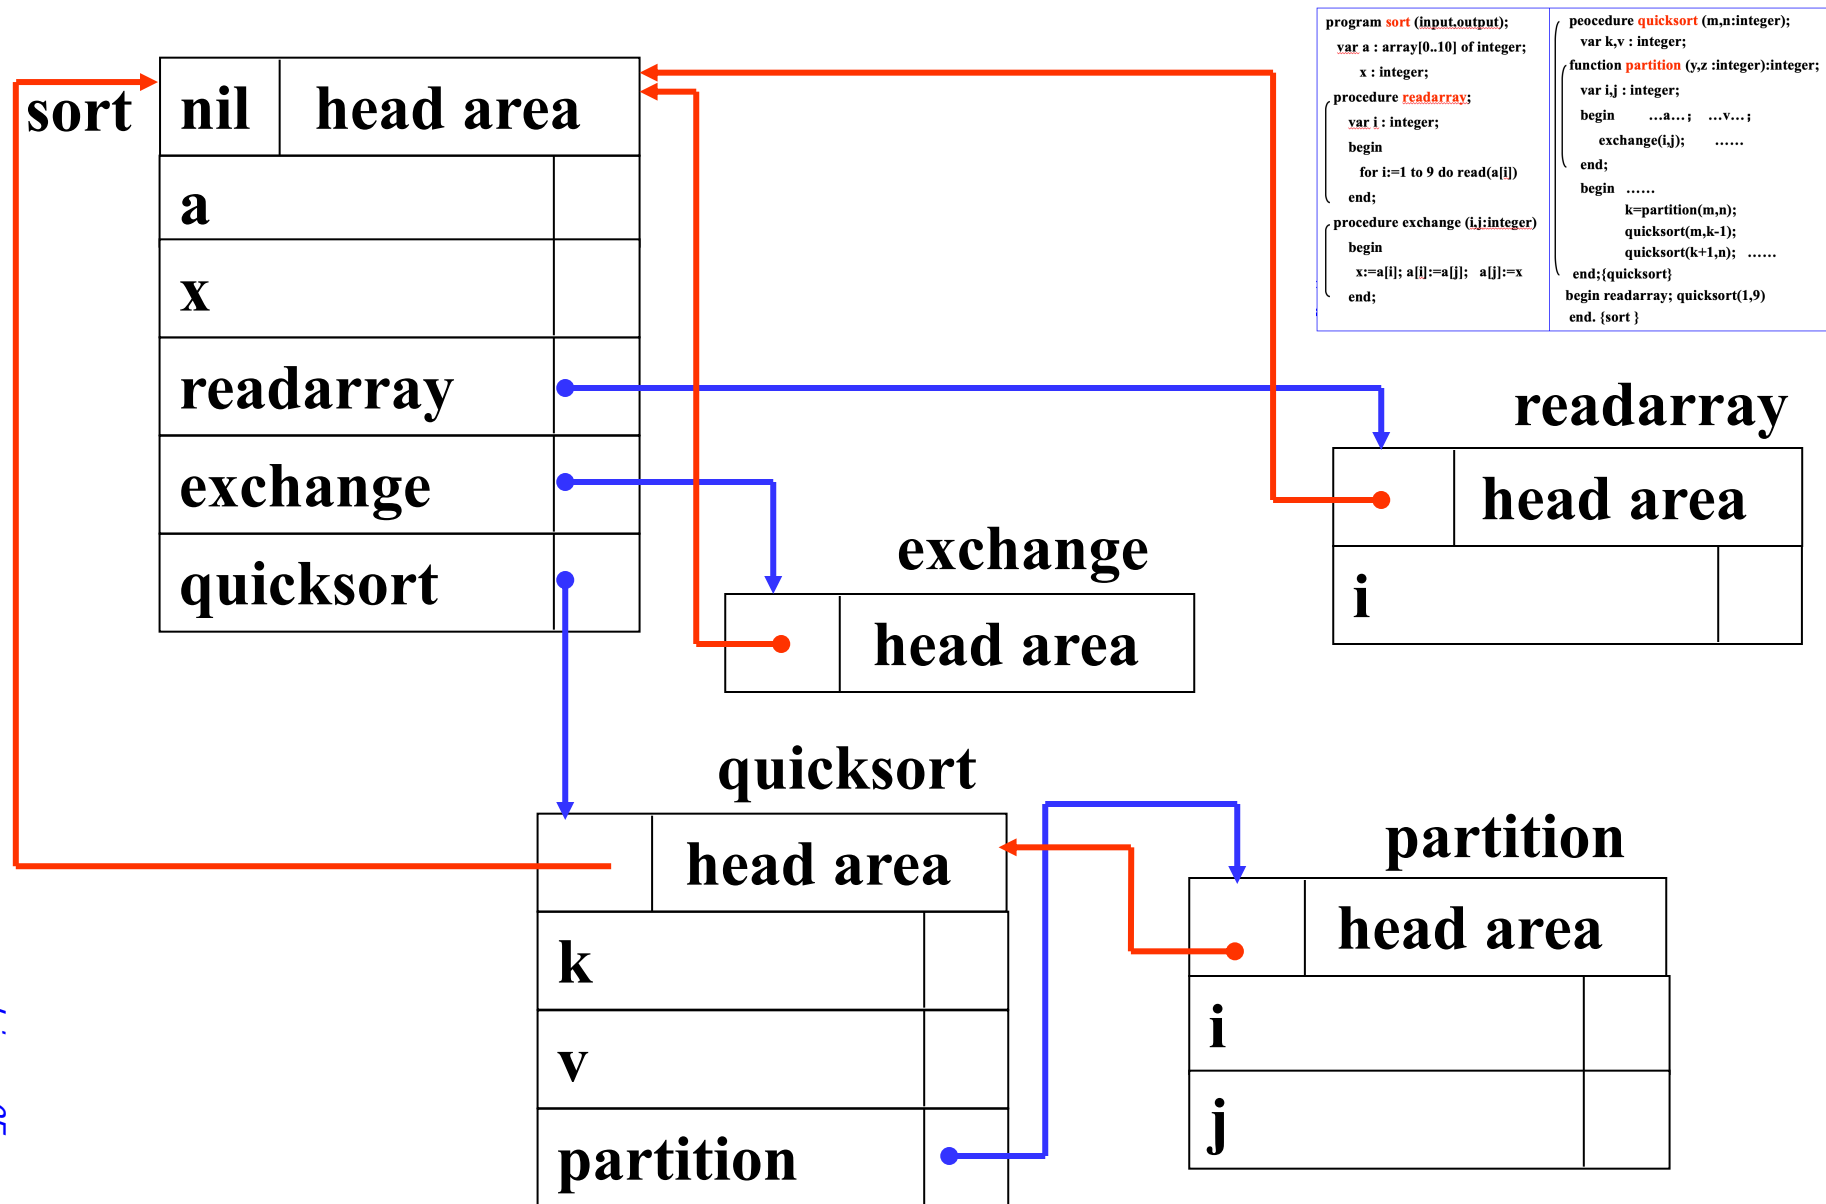 program sort (input,output);
var a : array[0..10] of integer;
x : integer;
procedure readarray;
var i : integer;
begin
for i:=1 to 9 do read(a[i])
end;
procedure exchange (i,j:integer)
begin
x:=a[i]; a[i]:=a[j]; a[j]:=x
end;
peocedure quicksort (m,n:integer);
var k,v : integer;
function partition (y,z :integer):integer;
var i,j : integer;
begin …a…; …v…;
exchange(i,j); ……
end;
begin ……
k=partition(m,n);
quicksort(m,k-1);
quicksort(k+1,n); ……
end;{quicksort}
begin readarray; quicksort(1,9)
end. {sort }
sort
nil head area
a
x
readarray
exchange
quicksort
readarray
head area
i
exchange
head area
quicksort
head area
k
v
partition
partition
head area
i
j